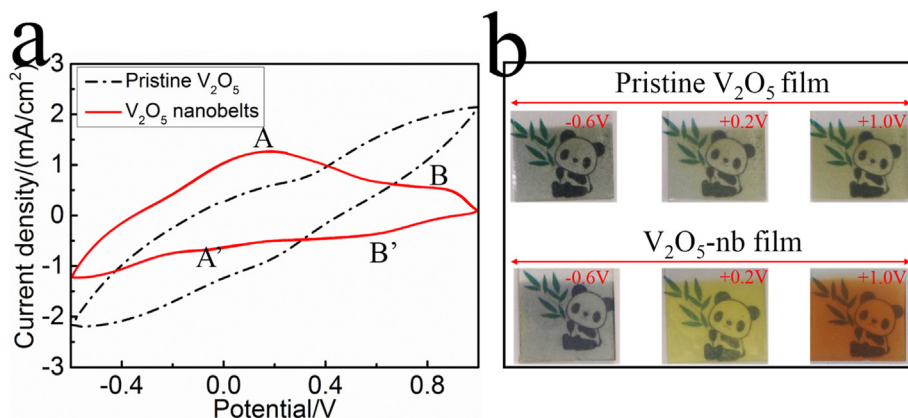 a
3
2
1
0
-1
-2
-3
Current density/(mA/cm²)
Pristine V₂O₅
V₂O₅ nanobelts
A
B
A'
B'
-0.4
0.0
0.4
0.8
Potential/V
b
Pristine V₂O₅ film
-0.6V
+0.2V
+1.0V
V₂O₅-nb film
-0.6V
+0.2V
+1.0V